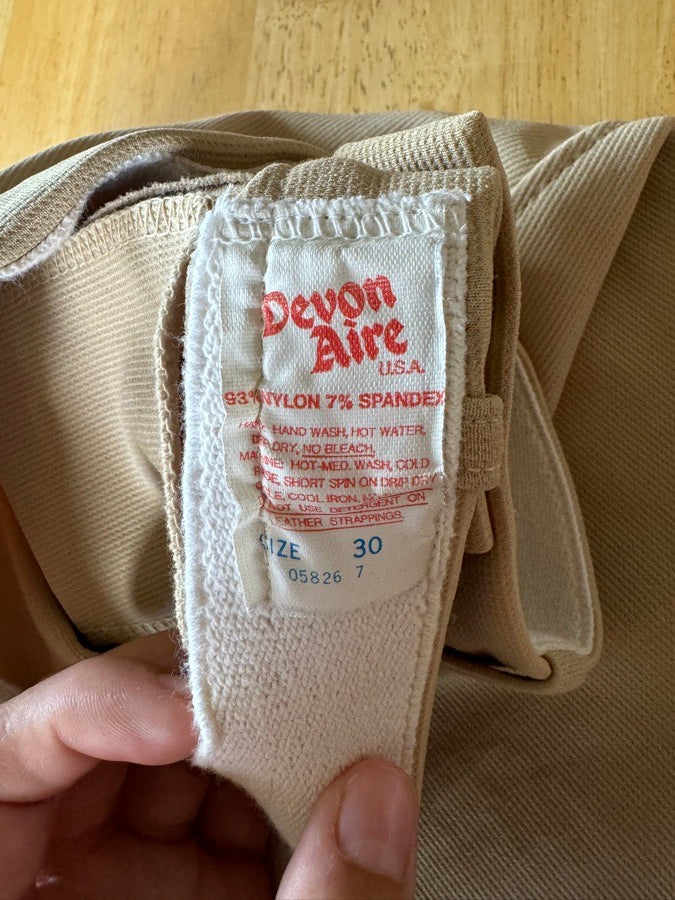 Devon
Aire
U.S.A.
93% NYLON 7% SPANDEX
HAND WASH, HOT WATER,
DRY, NO BLEACH,
HOT-MED. WASH, COLD
SHORT SPIN ON DRIP DRY
COOL IRON.
NOT USE DETERGENT ON
LEATHER STRAPPINGS.
SIZE 30
05826 7